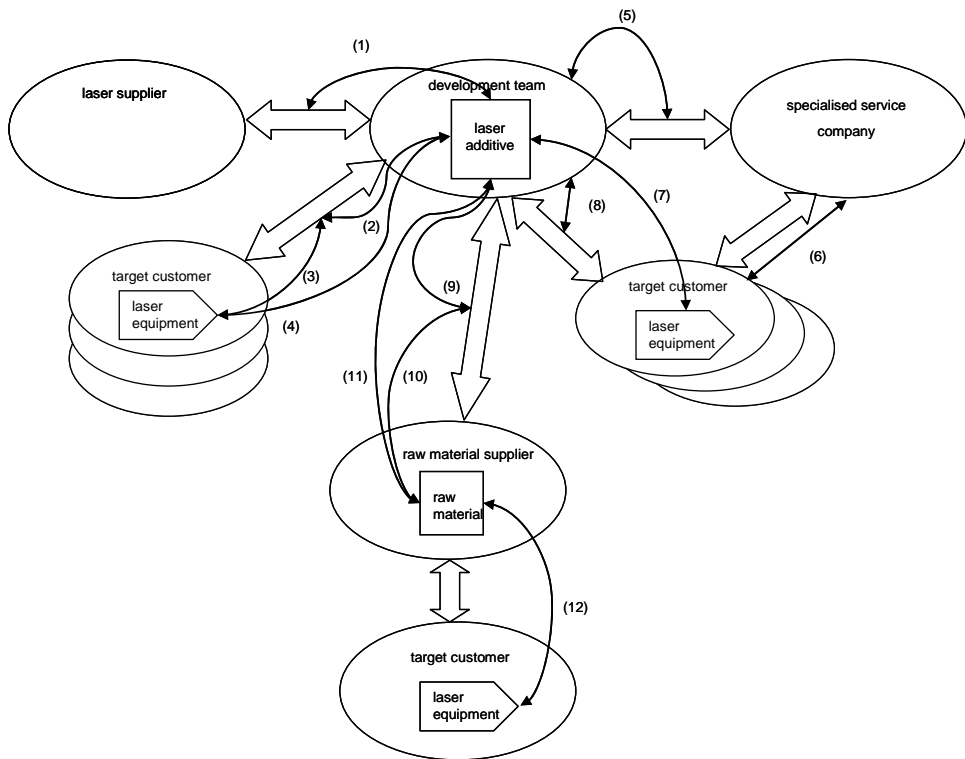 (1)
(5)
laser supplier
development team
specialised service
company
laser
additive
(2)
(3)
(4)
(7)
(8)
(6)
target customer
laser
equipment
target customer
laser
equipment
(9)
(10)
(11)
raw material supplier
raw
material
(12)
target customer
laser
equipment